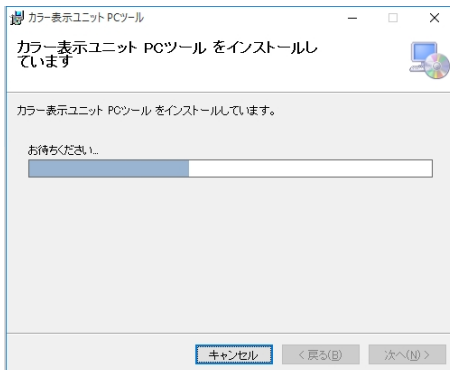 カラー表示ユニット PCツール
カラー表示ユニット PCツール をインストールし
ています
カラー表示ユニット PCツール をインストールしています。
お待ちください...
キャンセル
< 戻る(B)
次へ(N) >